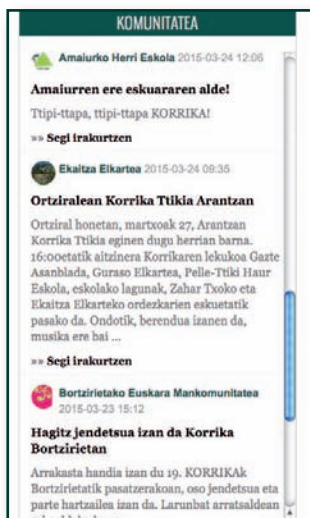 KOMUNITATEA
Amaiurko Herri Eskola 2015-03-24 12:06
Amaiurren ere eskuararen alde!
Ttipi-ttapa, ttipi-ttapa KORRIKA!
»» Segi irakurtzen
Ekaitza Elkartea 2015-03-24 09:35
Ortziralean Korrika Ttikia Arantzan
Ortziral honetan, martxoak 27, Arantzan
Korrika Ttikia eginen dugu herrian barna.
16:00etatik aitzinera Korrikaren lekukoa Gazte
Asanblada, Guraso Elkartea, Pelle-Ttiki Haur
Eskola, eskolako lagunak, Zahar Txoko eta
Ekaitza Elkarteko ordezkarien eskuetatik
pasako da. Ondotik, berendua izanen da,
musika ere bai ...
»» Segi irakurtzen
Bortzirietako Euskara Mankomunitatea
2015-03-23 15:12
Hagitz jendetsua izan da Korrika
Bortzirietan
Arrakasta handia izan du 19. KORRIKAk
Bortzirietatik pasatzerakoan, oso jendetsua eta
parte hartzailea izan da. Larunbat arratsaldean